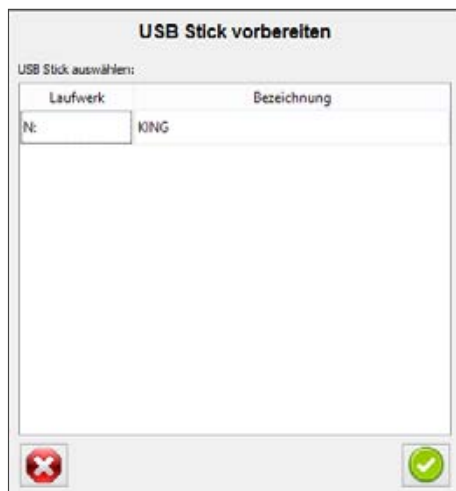 USB Stick vorbereiten
USB Stick auswählen:
Laufwerk Bezeichnung
N: KING